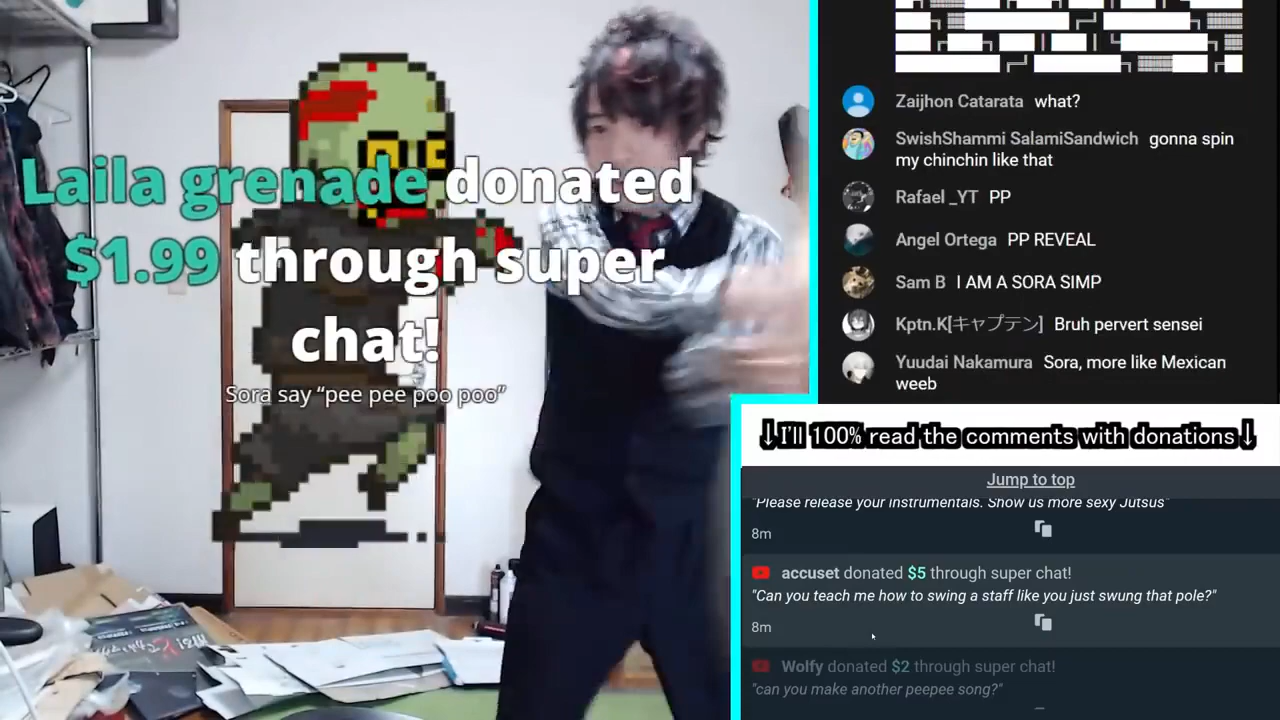 Laila grenade donated
$1.99 through super
chat!
Sora say “pee pee poo poo”
Zaijhon Catarata what?
SwishShammi SalamiSandwich gonna spin
my chinchin like that
Rafael _YT PP
Angel Ortega PP REVEAL
Sam B I AM A SORA SIMP
Kptn.K[キャプテン] Bruh pervert sensei
Yuudai Nakamura Sora, more like Mexican
weeb
↓I'll 100% read the comments with donations↓
Jump to top
"Please release your instrumentals. Show us more sexy Jutsus"
8m
accuset donated $5 through super chat!
"Can you teach me how to swing a staff like you just swung that pole?"
8m
Wolfy donated $2 through super chat!
"can you make another peepee song?"